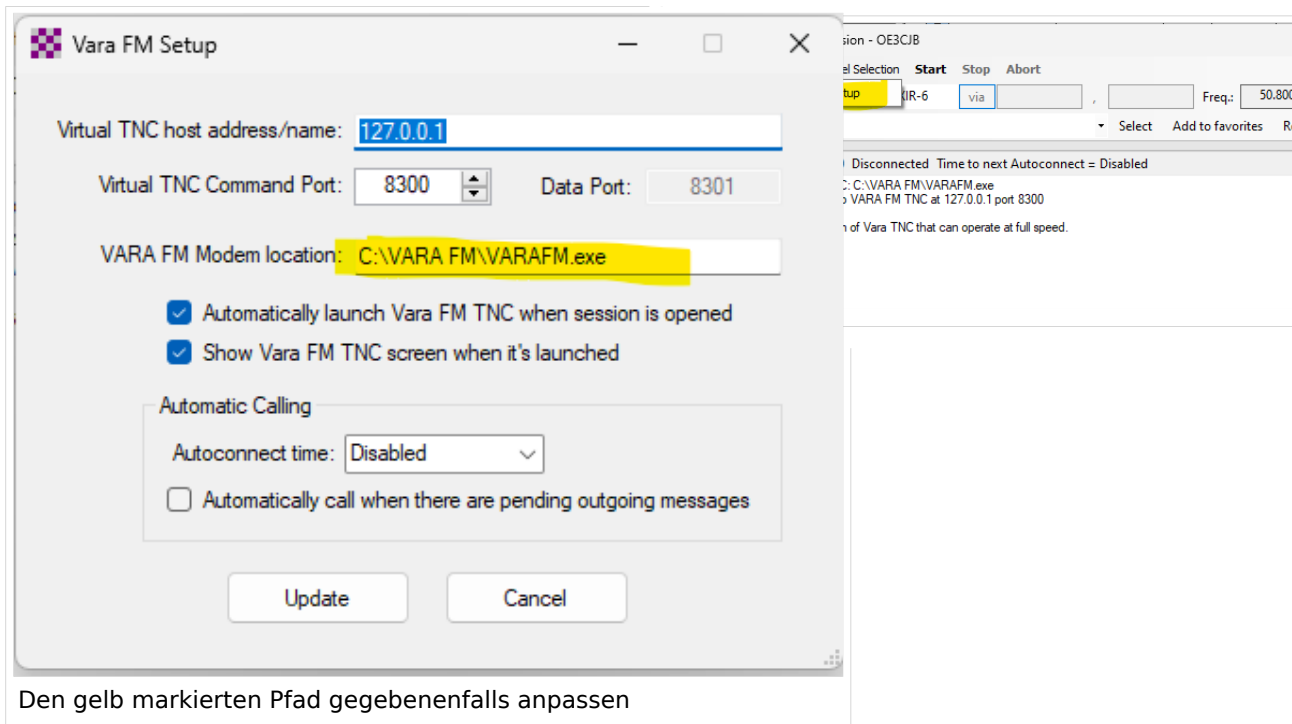 Vara FM Setup
Virtual TNC host address/name: 127.0.0.1
Virtual TNC Command Port: 8300 Data Port: 8301
VARA FM Modem location: C:\VARA FM\VARAFM.exe
Automatically launch Vara FM TNC when session is opened
Show Vara FM TNC screen when it's launched
Automatic Calling
Autoconnect time: Disabled
Automatically call when there are pending outgoing messages
Update Cancel
Den gelb markierten Pfad gegebenenfalls anpassen
sion - OE3CJB
el Selection Start Stop Abort
tup IR-6 via , Freq.: 50.800
Select Add to favorites
Disconnected Time to next Autoconnect = Disabled
C: C:\VARA FM\VARAFM.exe
o VARA FM TNC at 127.0.0.1 port 8300
n of Vara TNC that can operate at full speed.